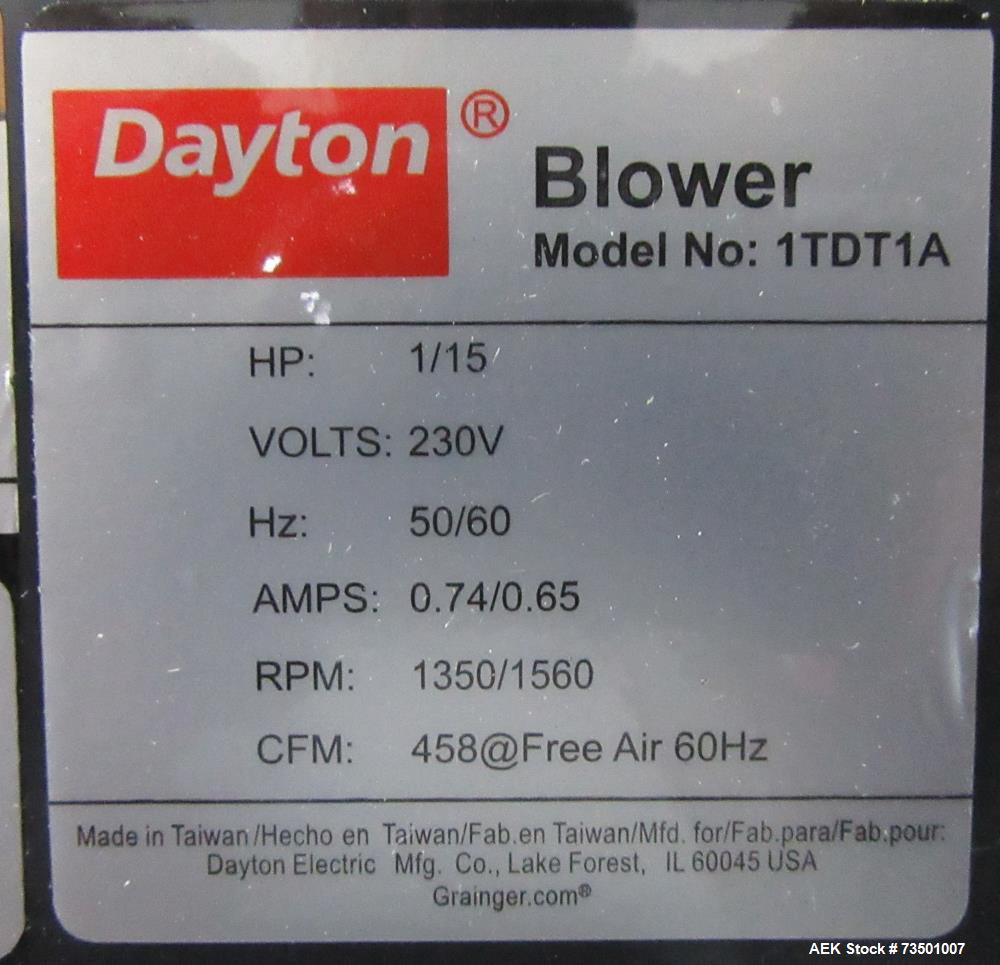 Dayton®
Blower
Model No: 1TDT1A
HP: 1/15
VOLTS: 230V
Hz: 50/60
AMPS: 0.74/0.65
RPM: 1350/1560
CFM: 458@Free Air 60Hz
Made in Taiwan/Hecho en Taiwan/Fab.en Taiwan/Mfd. for/Fab.para/Fab.pour:
Dayton Electric Mfg. Co., Lake Forest, IL 60045 USA
Grainger.com®
AEK Stock # 73501007